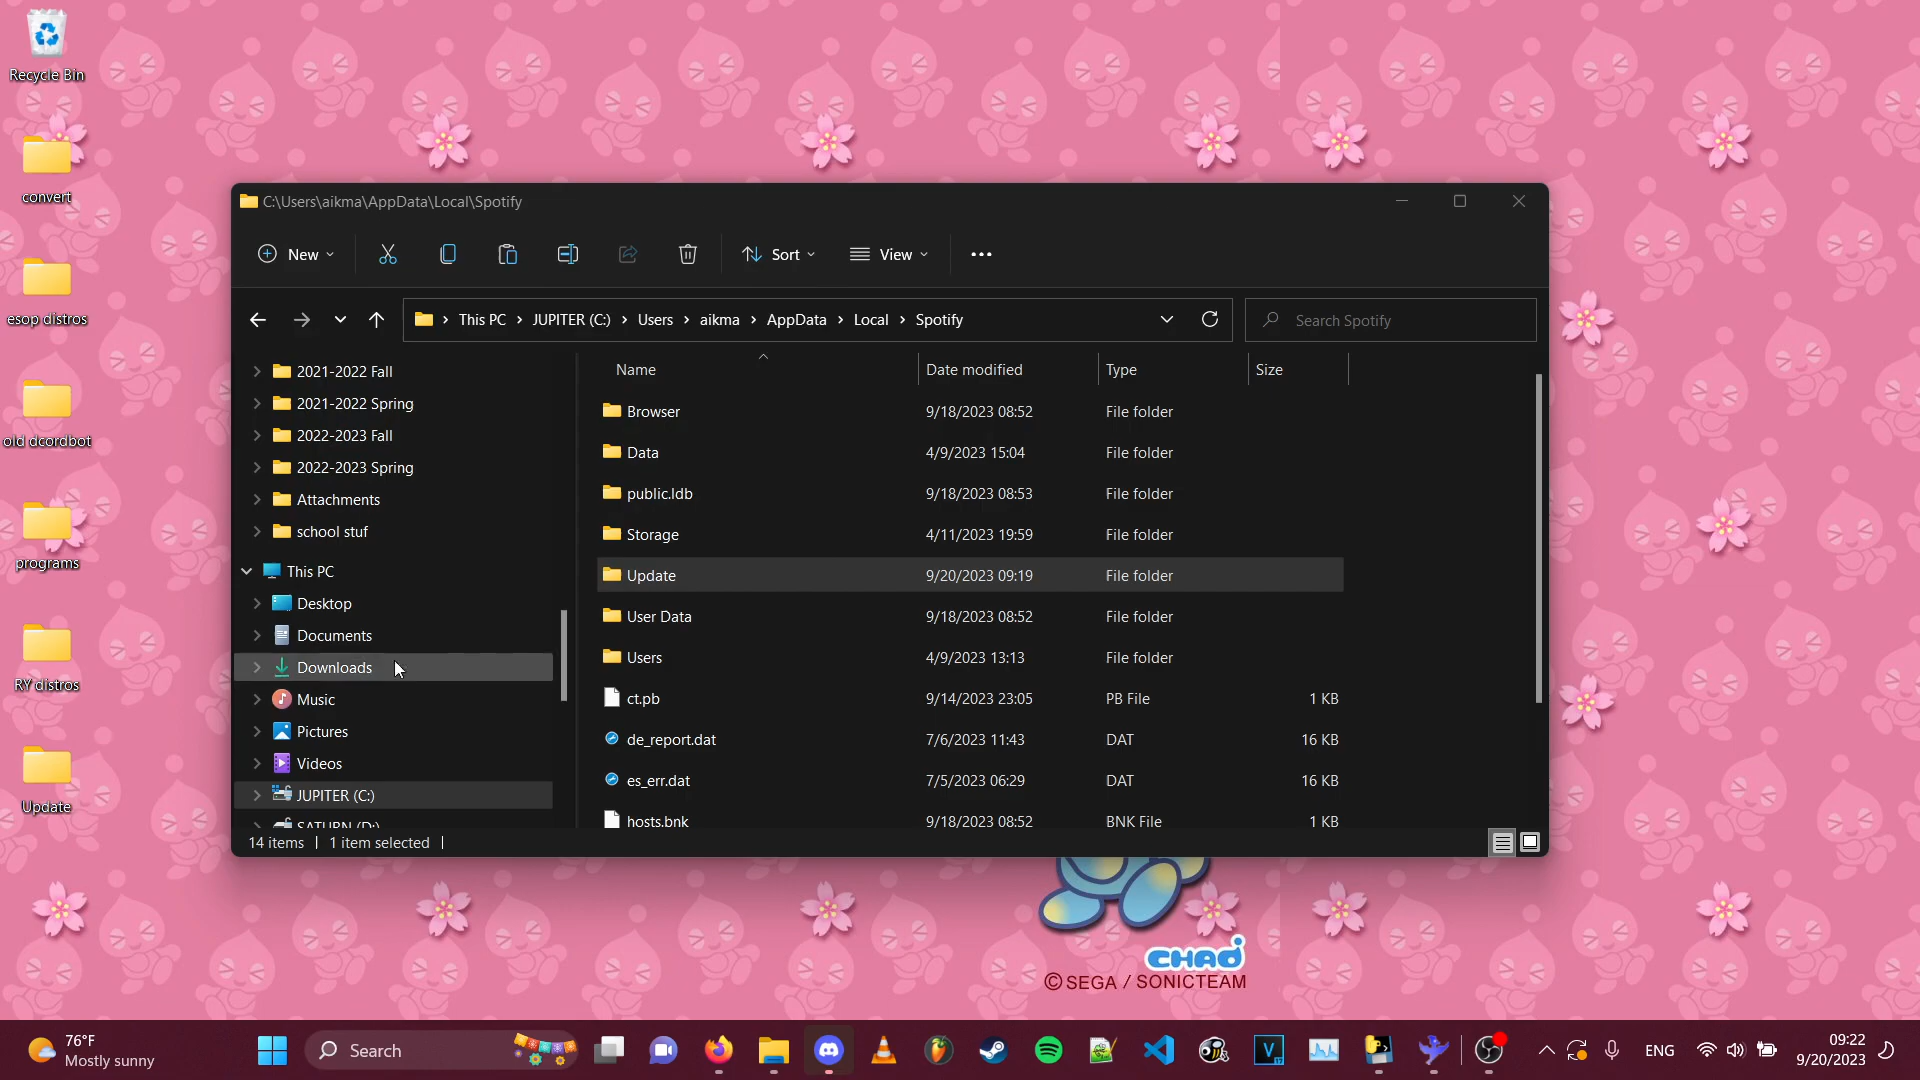 Recycle Bin
convert
esop distros
old dcordbot
programs
RY distros
Update
C:\Users\aikma\AppData\Local\Spotify
New
Sort
View
This PC
JUPITER (C:)
Users
aikma
AppData
Local
Spotify
Search Spotify
2021-2022 Fall
2021-2022 Spring
2022-2023 Fall
2022-2023 Spring
Attachments
school stuf
This PC
Desktop
Documents
Downloads
Music
Pictures
Videos
JUPITER (C:)
SATURN (D:)
Name Date modified Type Size
Browser 9/18/2023 08:52 File folder
Data 4/9/2023 15:04 File folder
public.ldb 9/18/2023 08:53 File folder
Storage 4/11/2023 19:59 File folder
Update 9/20/2023 09:19 File folder
User Data 9/18/2023 08:52 File folder
Users 4/9/2023 13:13 File folder
ct.pb 9/14/2023 23:05 PB File 1 KB
de_report.dat 7/6/2023 11:43 DAT 16 KB
es_err.dat 7/5/2023 06:29 DAT 16 KB
hosts.bnk 9/18/2023 08:52 BNK File 1 KB
14 items 1 item selected
CHAO
©SEGA / SONICTEAM
76°F
Mostly sunny
Search
ENG
09:22
9/20/2023